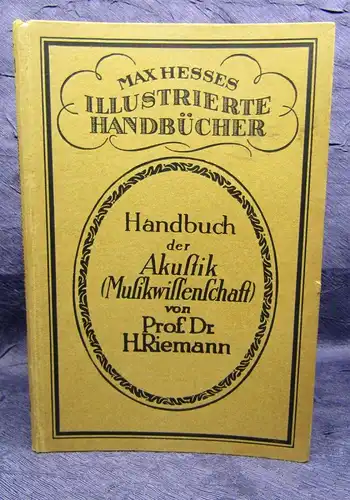 MAX HESSES
ILLUSTRIERTE
HANDBÜCHER
Handbuch
der
Akuſtik
(Muſikwiſſenſchaft)
von
Prof. Dr.
H. Riemann